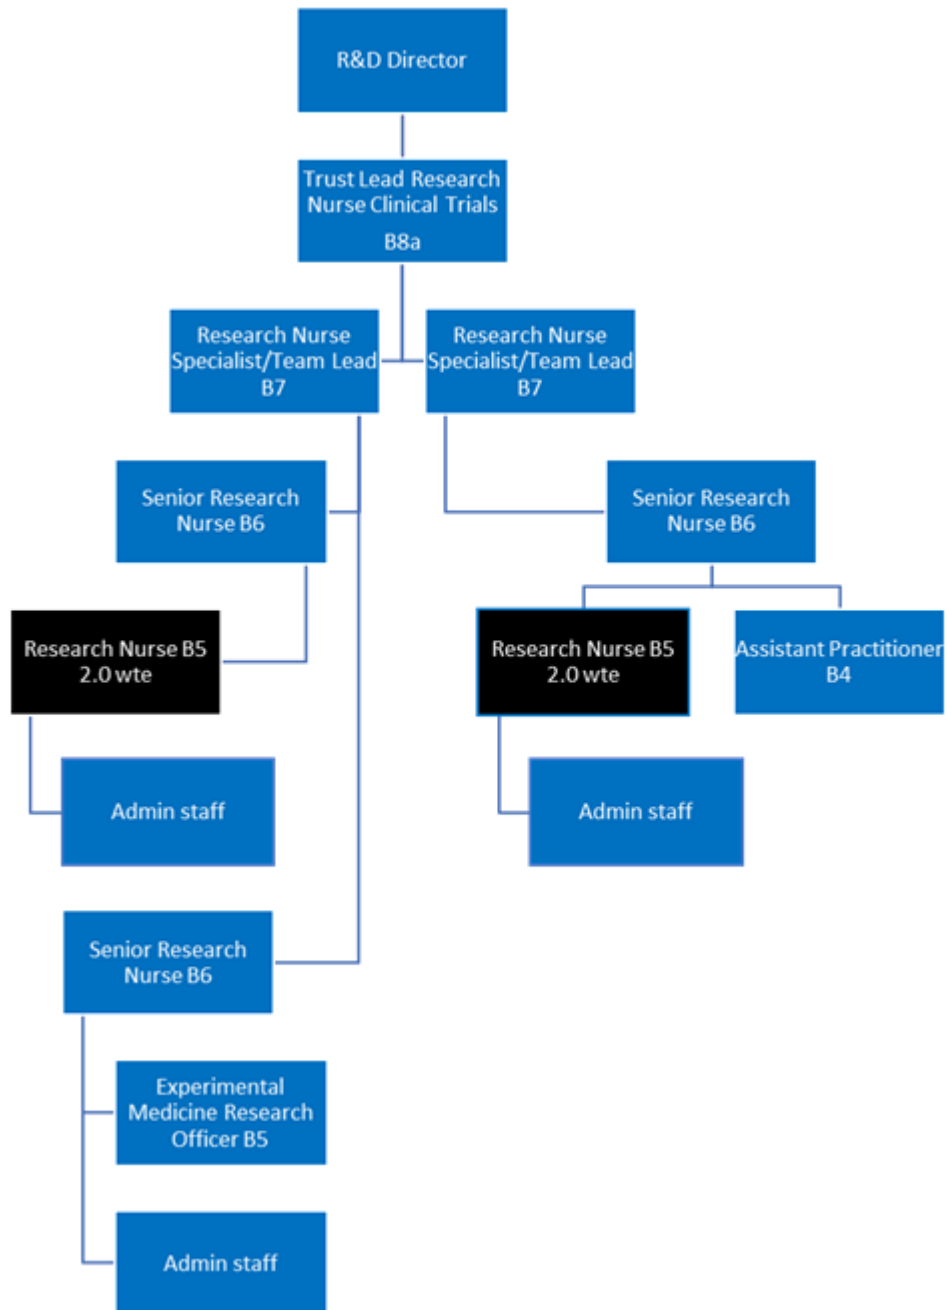 R&D Director
Trust Lead Research
Nurse Clinical Trials
B8a
Research Nurse
Specialist/Team Lead
B7
Research Nurse
Specialist/Team Lead
B7
Senior Research
Nurse B6
Senior Research
Nurse B6
Research Nurse B5
2.0 wte
Research Nurse B5
2.0 wte
Assistant Practitioner
B4
Admin staff
Admin staff
Senior Research
Nurse B6
Experimental
Medicine Research
Officer B5
Admin staff